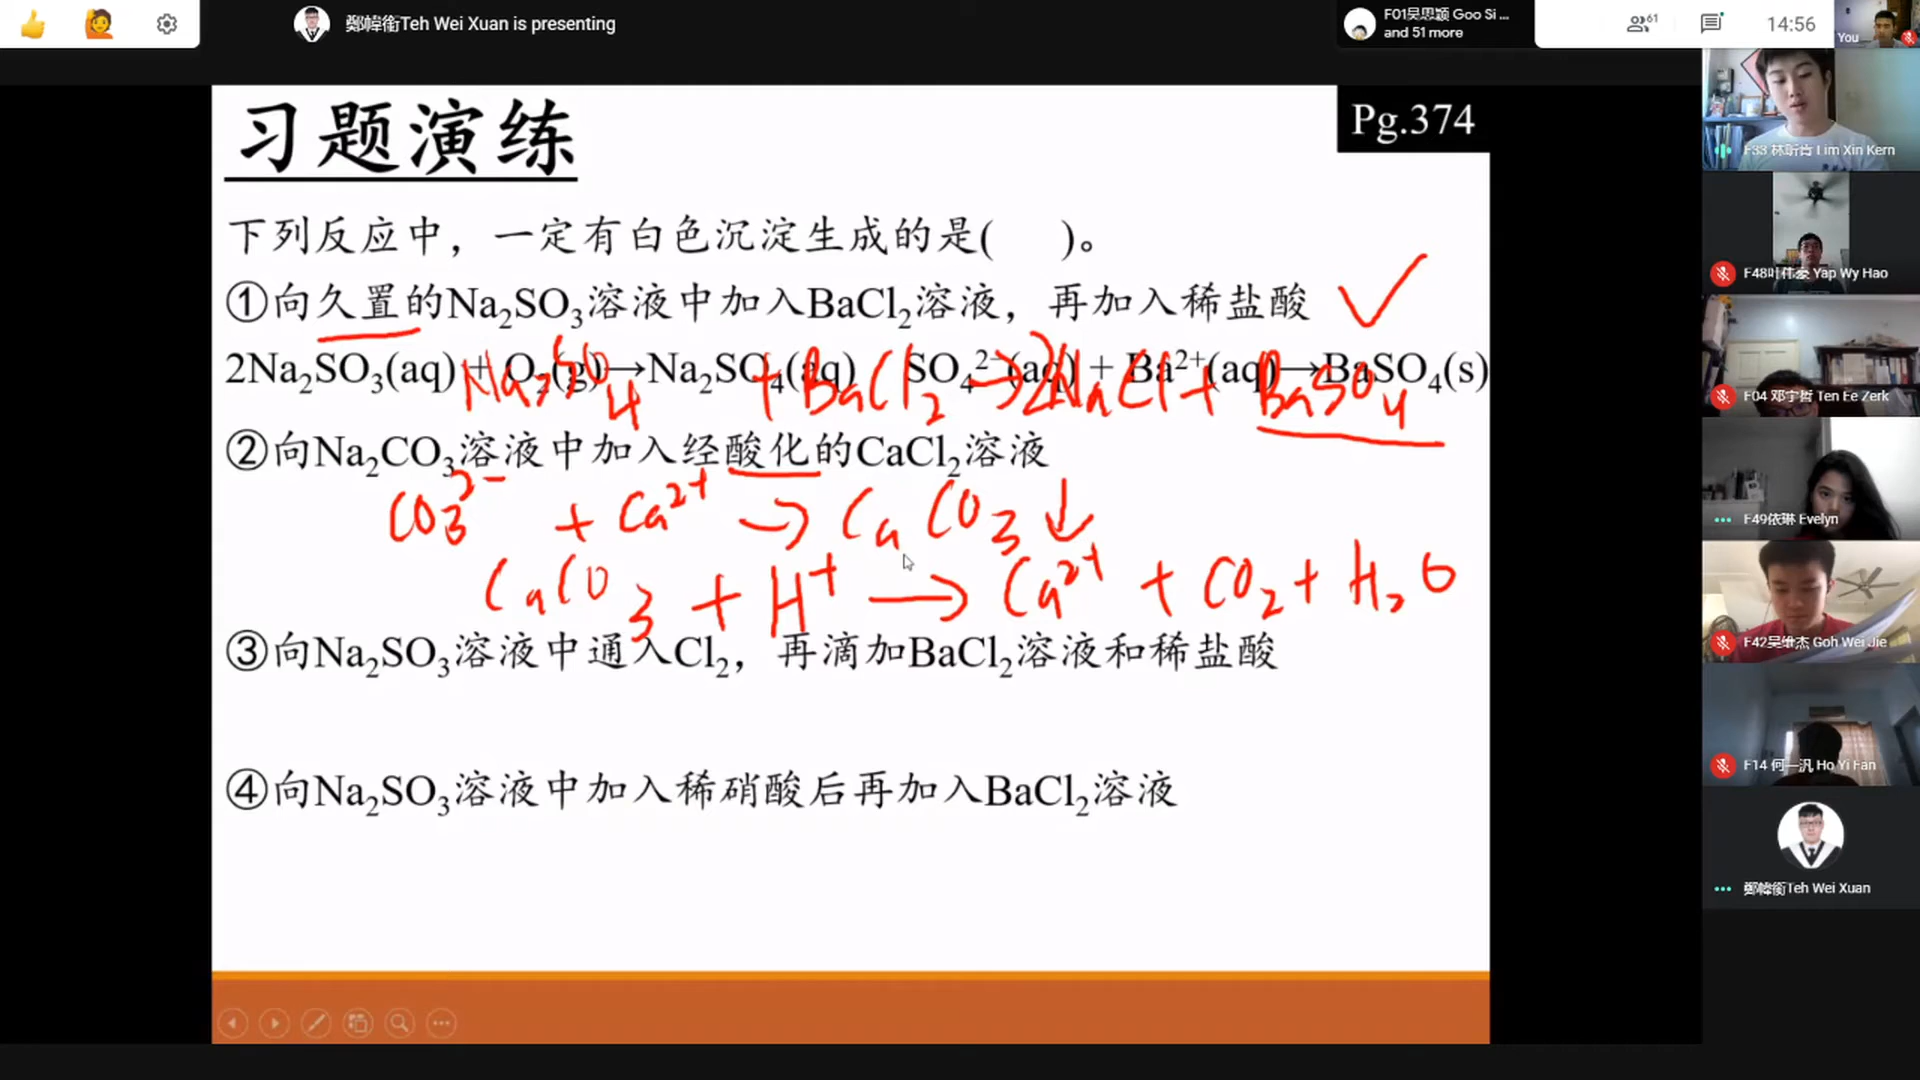 鄭幃銜Teh Wei Xuan is presenting
F01吴思颖 Goo Si ...
and 51 more
61
14:56
You
习题演练
Pg.374
下列反应中，一定有白色沉淀生成的是(　　)。
①向久置的Na₂SO₃溶液中加入BaCl₂溶液，再加入稀盐酸
2Na₂SO₃(aq) + O₂(g)→Na₂SO₄(aq) SO₄²⁻(aq) + Ba²⁺(aq)→BaSO₄(s)
Na₂SO₄ + BaCl₂ → 2NaCl + BaSO₄
②向Na₂CO₃溶液中加入经酸化的CaCl₂溶液
CO₃²⁻ + Ca²⁺ → CaCO₃↓
CaCO₃ + H⁺ → Ca²⁺ + CO₂ + H₂O
③向Na₂SO₃溶液中通入Cl₂，再滴加BaCl₂溶液和稀盐酸
④向Na₂SO₃溶液中加入稀硝酸后再加入BaCl₂溶液
F33 林昕肯 Lim Xin Kern
F48叶伟豪 Yap Wy Hao
F04 邓宇哲 Ten Ee Zerk
F49依琳 Evelyn
F42吴维杰 Goh Wei Jie
F14 何一汎 Ho Yi Fan
鄭幃銜Teh Wei Xuan